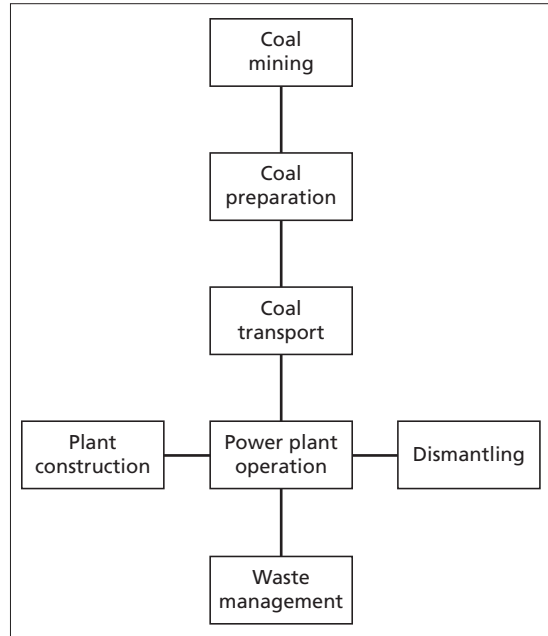 Coal
mining
Coal
preparation
Coal
transport
Plant
construction
Power plant
operation
Dismantling
Waste
management